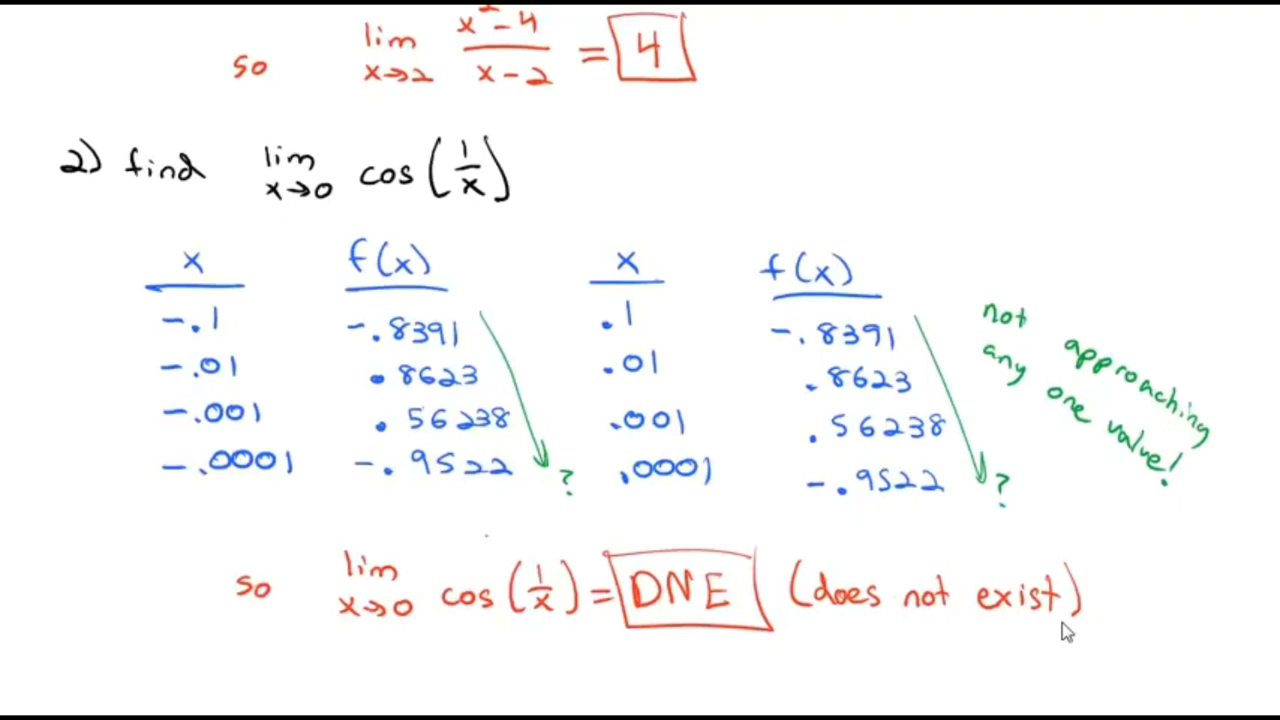 so lim x→2 x²-4 / x-2 = 4
2) find lim x→0 cos(1/x)
x f(x) x f(x)
-.1 -.8391 .1 -.8391
-.01 .8623 .01 .8623
-.001 .56238 .001 .56238
-.0001 -.9522 .0001 -.9522
? ?
not approaching
any one value!
so lim x→0 cos(1/x) = DNE (does not exist)